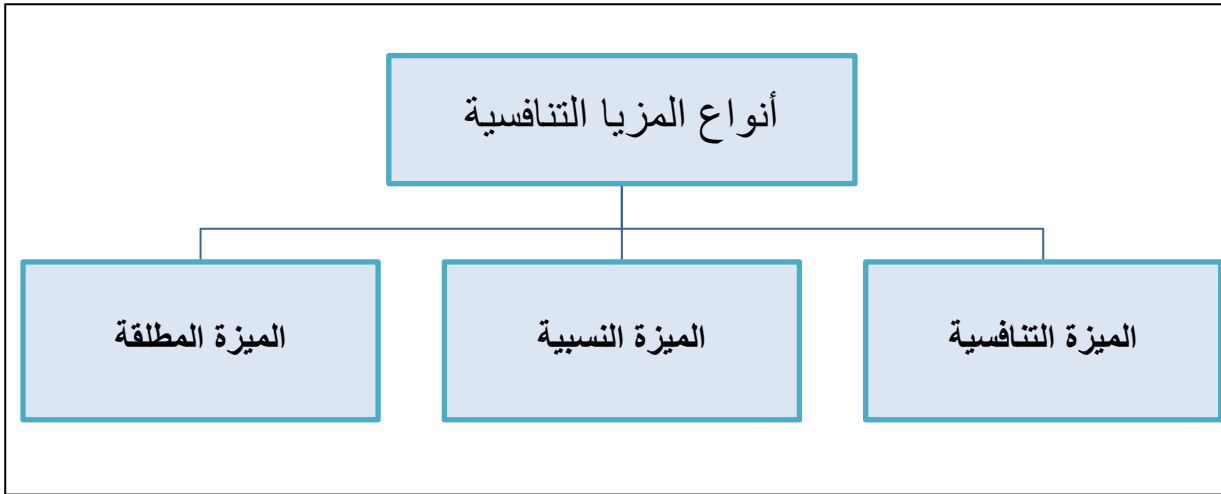 أنواع المزيا التنافسية
الميزة التنافسية
الميزة النسبية
الميزة المطلقة